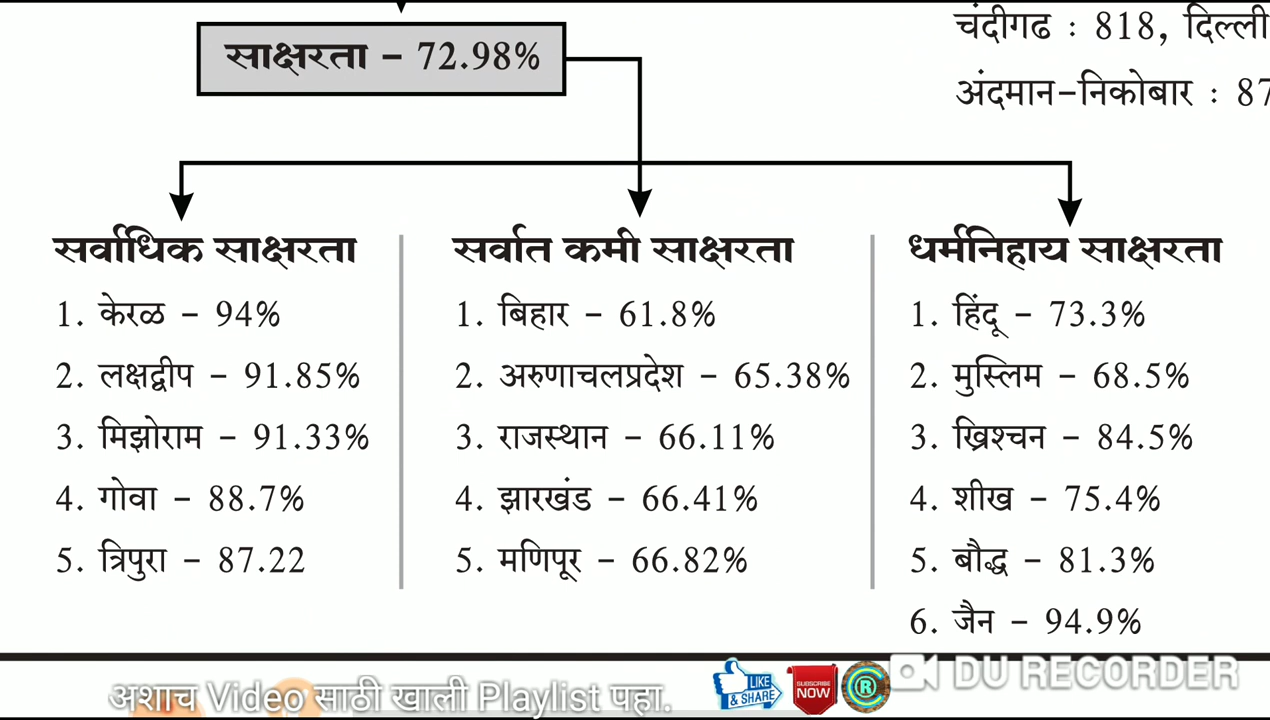 चंदीगढ : 818, दिल्ली
अंदमान-निकोबार : 87
साक्षरता – 72.98%
सर्वाधिक साक्षरता
1. केरळ – 94%
2. लक्षद्वीप – 91.85%
3. मिझोराम – 91.33%
4. गोवा – 88.7%
5. त्रिपुरा – 87.22
सर्वात कमी साक्षरता
1. बिहार – 61.8%
2. अरुणाचलप्रदेश – 65.38%
3. राजस्थान – 66.11%
4. झारखंड – 66.41%
5. मणिपूर – 66.82%
धर्मनिहाय साक्षरता
1. हिंदू – 73.3%
2. मुस्लिम – 68.5%
3. ख्रिश्चन – 84.5%
4. शीख – 75.4%
5. बौद्ध – 81.3%
6. जैन – 94.9%
अशाच Video साठी खाली Playlist पहा.
LIKE
& SHARE
SUBSCRIBE
NOW
R
DU RECORDER